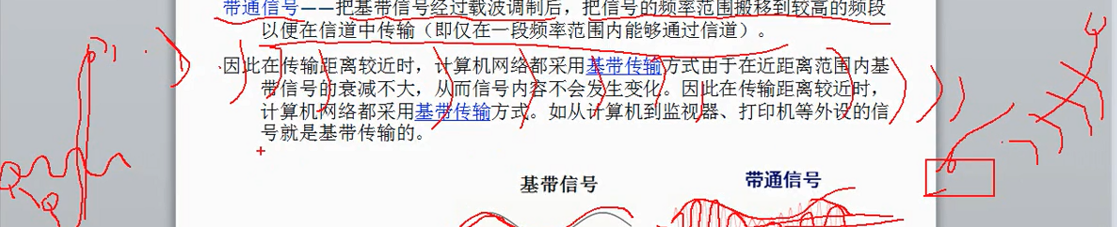 带通信号——把基带信号经过载波调制后，把信号的频率范围搬移到较高的频段
以便在信道中传输（即仅在一段频率范围内能够通过信道）。
因此在传输距离较近时，计算机网络都采用基带传输方式由于在近距离范围内基
带信号的衰减不大，从而信号内容不会发生变化。因此在传输距离较近时，
计算机网络都采用基带传输方式。如从计算机到监视器、打印机等外设的信
号就是基带传输的。
基带信号
带通信号